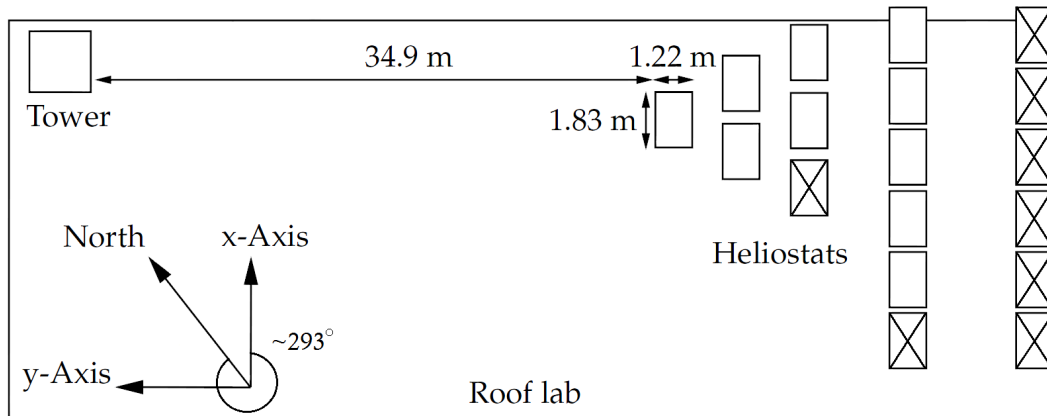 34.9 m
1.22 m
Tower
1.83 m
North
x-Axis
Heliostats
~293°
y-Axis
Roof lab